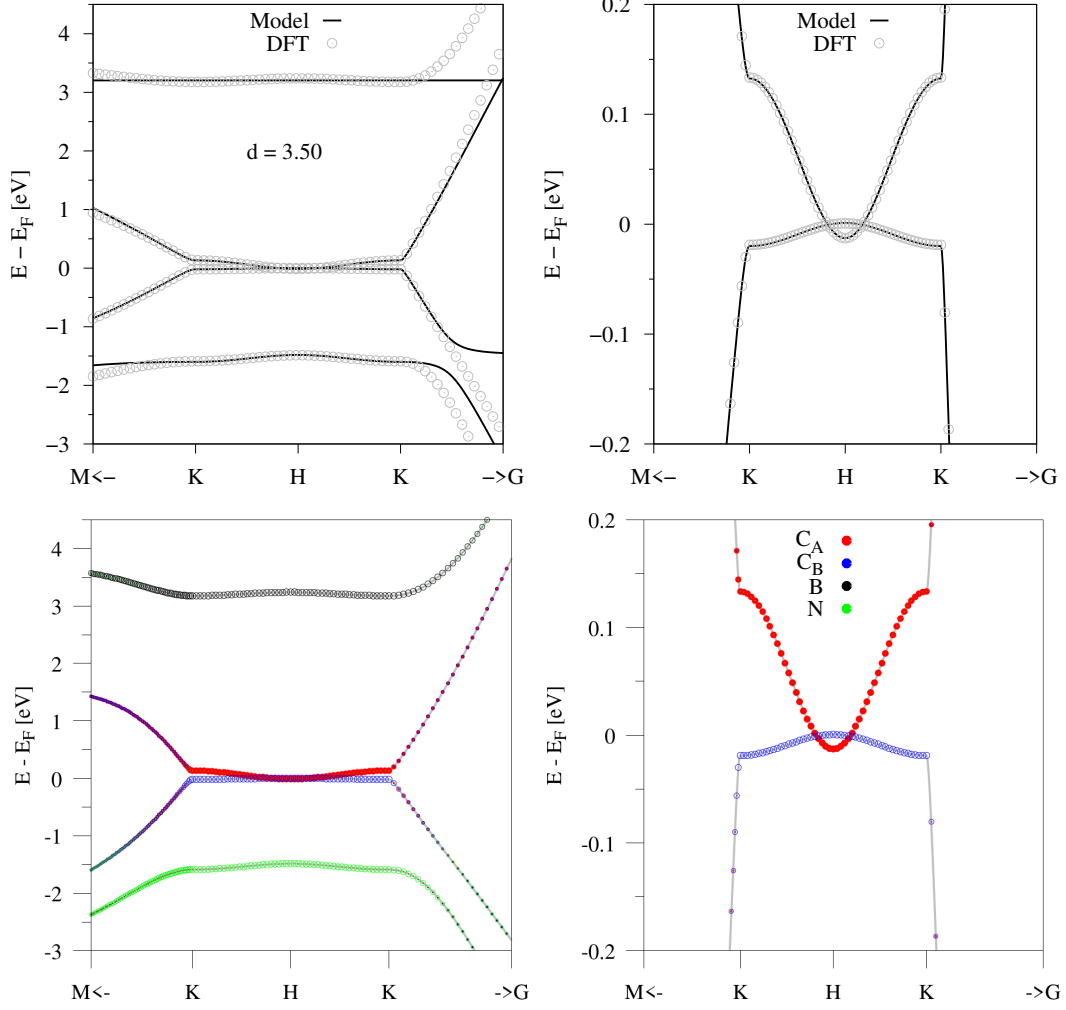 Model
DFT
4
3
2
1
0
−1
−2
−3
E − E_F [eV]
d = 3.50
M<−
K
H
K
−>G
Model
DFT
0.2
0.1
0
−0.1
−0.2
E − E_F [eV]
M<−
K
H
K
−>G
4
3
2
1
0
-1
-2
-3
E - E_F [eV]
M<-
K
H
K
->G
C_A
C_B
B
N
0.2
0.1
0
-0.1
-0.2
E - E_F [eV]
M<-
K
H
K
->G